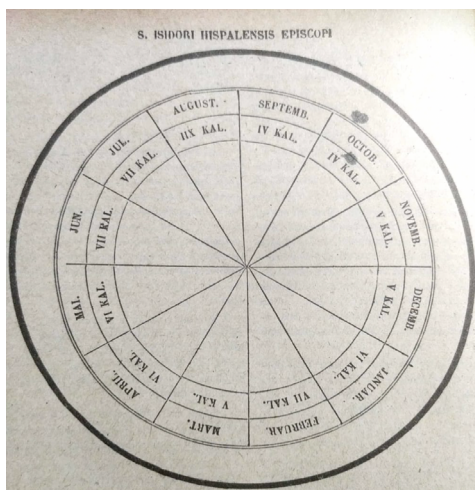 S. ISIDORI HISPALENSIS EPISCOPI
AUGUST.
IIX KAL.
SEPTEMB.
IV KAL.
OCTOB.
IV KAL.
NOVEMB.
V KAL.
DECEMB.
V KAL.
JANUAR.
VI KAL.
FEBRUAR.
VII KAL.
MART.
V KAL.
APRIL.
VI KAL.
MAI.
VI KAL.
JUN.
VII KAL.
JUL.
VII KAL.